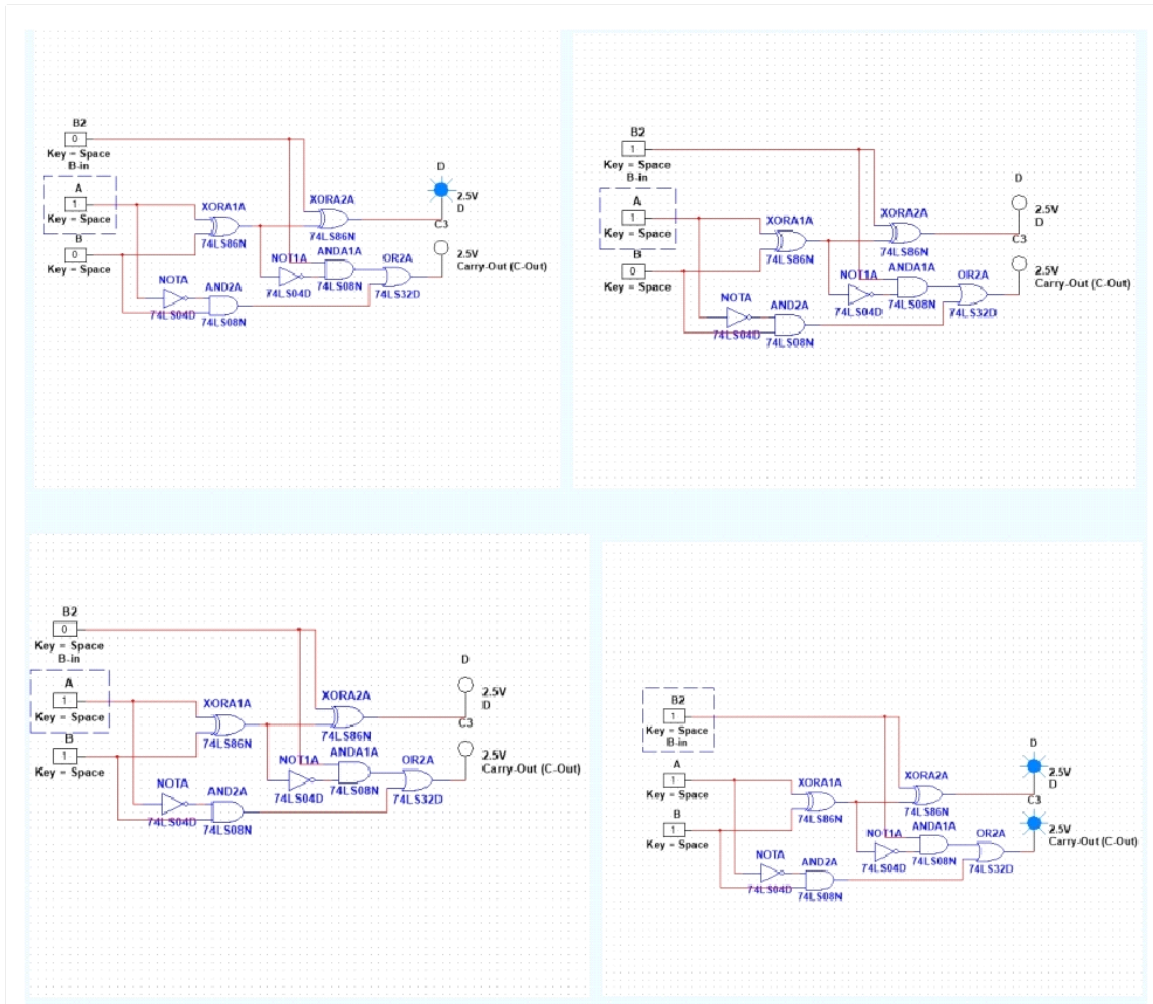 B2
0
Key = Space
B-in
A
1
Key = Space
B
0
Key = Space
XORA1A
74LS86N
XORA2A
74LS86N
NOTA
74LS04D
AND2A
74LS08N
NOT1A
74LS04D
ANDA1A
74LS08N
OR2A
74LS32D
D
2.5V
D
C3
2.5V
Carry-Out (C-Out)
B2
1
Key = Space
B-in
A
1
Key = Space
B
0
Key = Space
XORA1A
74LS86N
XORA2A
74LS86N
NOTA
74LS04D
AND2A
74LS08N
NOT1A
74LS04D
ANDA1A
74LS08N
OR2A
74LS32D
D
2.5V
D
C3
2.5V
Carry-Out (C-Out)
B2
0
Key = Space
B-in
A
1
Key = Space
B
1
Key = Space
XORA1A
74LS86N
XORA2A
74LS86N
NOTA
74LS04D
AND2A
74LS08N
NOT1A
74LS04D
ANDA1A
74LS08N
OR2A
74LS32D
D
2.5V
D
C3
2.5V
Carry-Out (C-Out)
B2
1
Key = Space
B-in
A
1
Key = Space
B
1
Key = Space
XORA1A
74LS86N
XORA2A
74LS86N
NOTA
74LS04D
AND2A
74LS08N
NOT1A
74LS04D
ANDA1A
74LS08N
OR2A
74LS32D
D
2.5V
D
C3
2.5V
Carry-Out (C-Out)